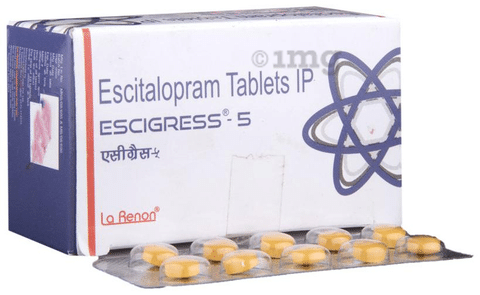 ©1mg
Escitalopram Tablets IP
ESCIGRESS®-5
एसीग्रैस-५
La Renon®